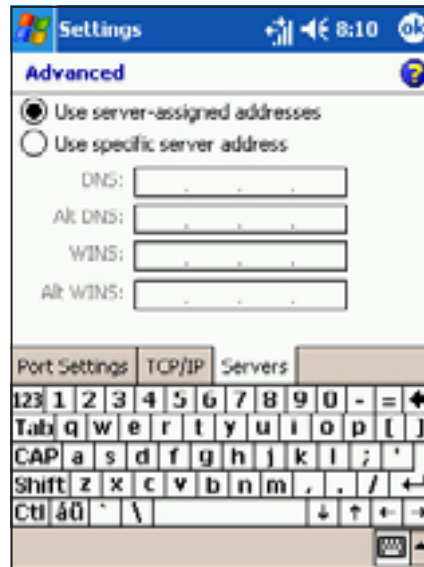 Settings 8:10 ok
Advanced ?
Use server-assigned addresses
Use specific server address
DNS: . . .
Alt DNS: . . .
WINS: . . .
Alt WINS: . . .
Port Settings TCP/IP Servers
123 1 2 3 4 5 6 7 8 9 0 - =
Tab q w e r t y u i o p [ ]
CAP a s d f g h j k l ; '
Shift z x c v b n m , . /
Ctl áü ` \